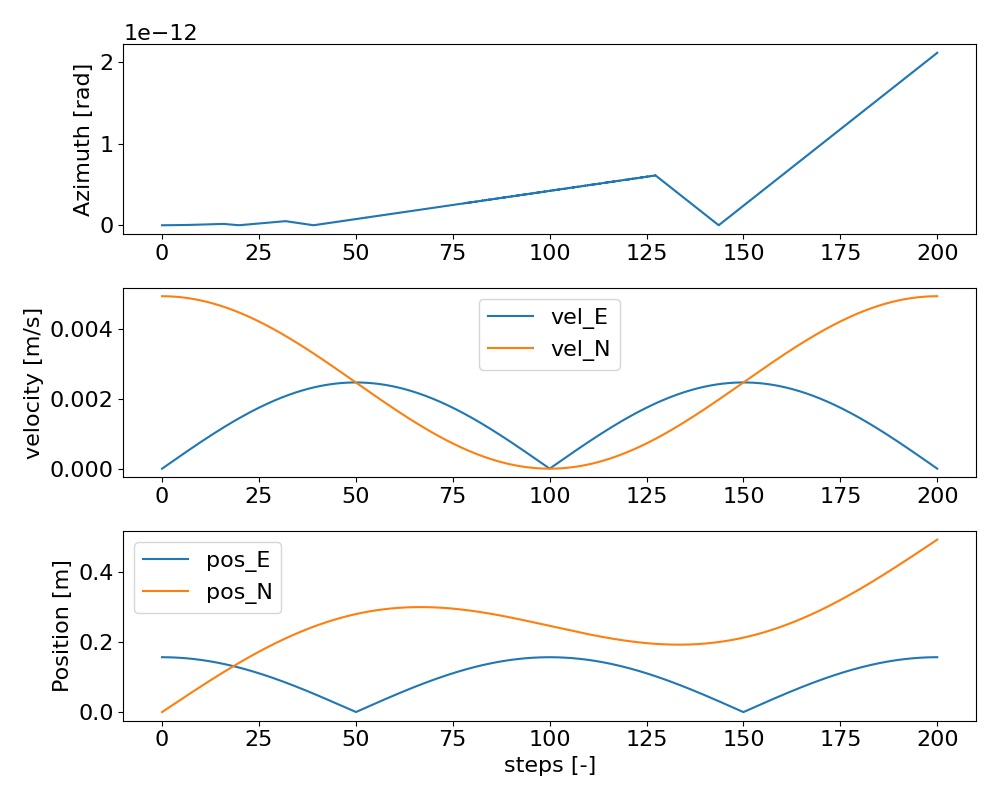 1e−12
Azimuth [rad]
2
1
0
0 25 50 75 100 125 150 175 200
velocity [m/s]
0.004
0.002
0.000
vel_E
vel_N
0 25 50 75 100 125 150 175 200
Position [m]
0.4
0.2
0.0
pos_E
pos_N
0 25 50 75 100 125 150 175 200
steps [-]